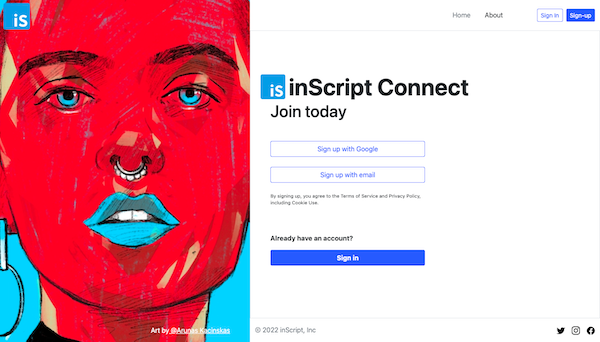 is
Home
About
Sign in
Sign-up
is
inScript Connect
Join today
Sign up with Google
Sign up with email
By signing up, you agree to the Terms of Service and Privacy Policy,
including Cookie Use.
Already have an account?
Sign in
Art by @Arunas Kacinskas
© 2022 inScript, Inc